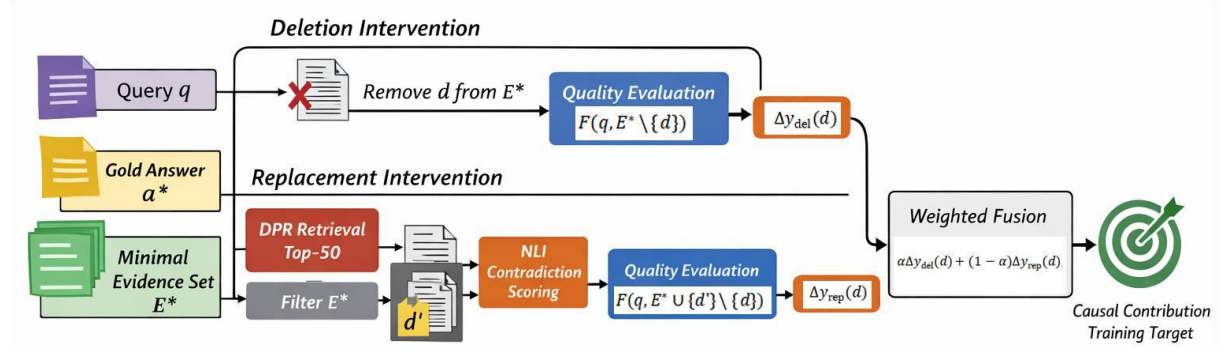 Deletion Intervention
Query q
Remove d from E*
Quality Evaluation
F(q, E* \ {d})
Δy_del(d)
Gold Answer
a*
Replacement Intervention
Minimal
Evidence Set
E*
DPR Retrieval
Top-50
Filter E*
d'
NLI
Contradiction
Scoring
Quality Evaluation
F(q, E* ∪ {d'} \ {d})
Δy_rep(d)
Weighted Fusion
αΔy_del(d) + (1 − α)Δy_rep(d)
Causal Contribution
Training Target